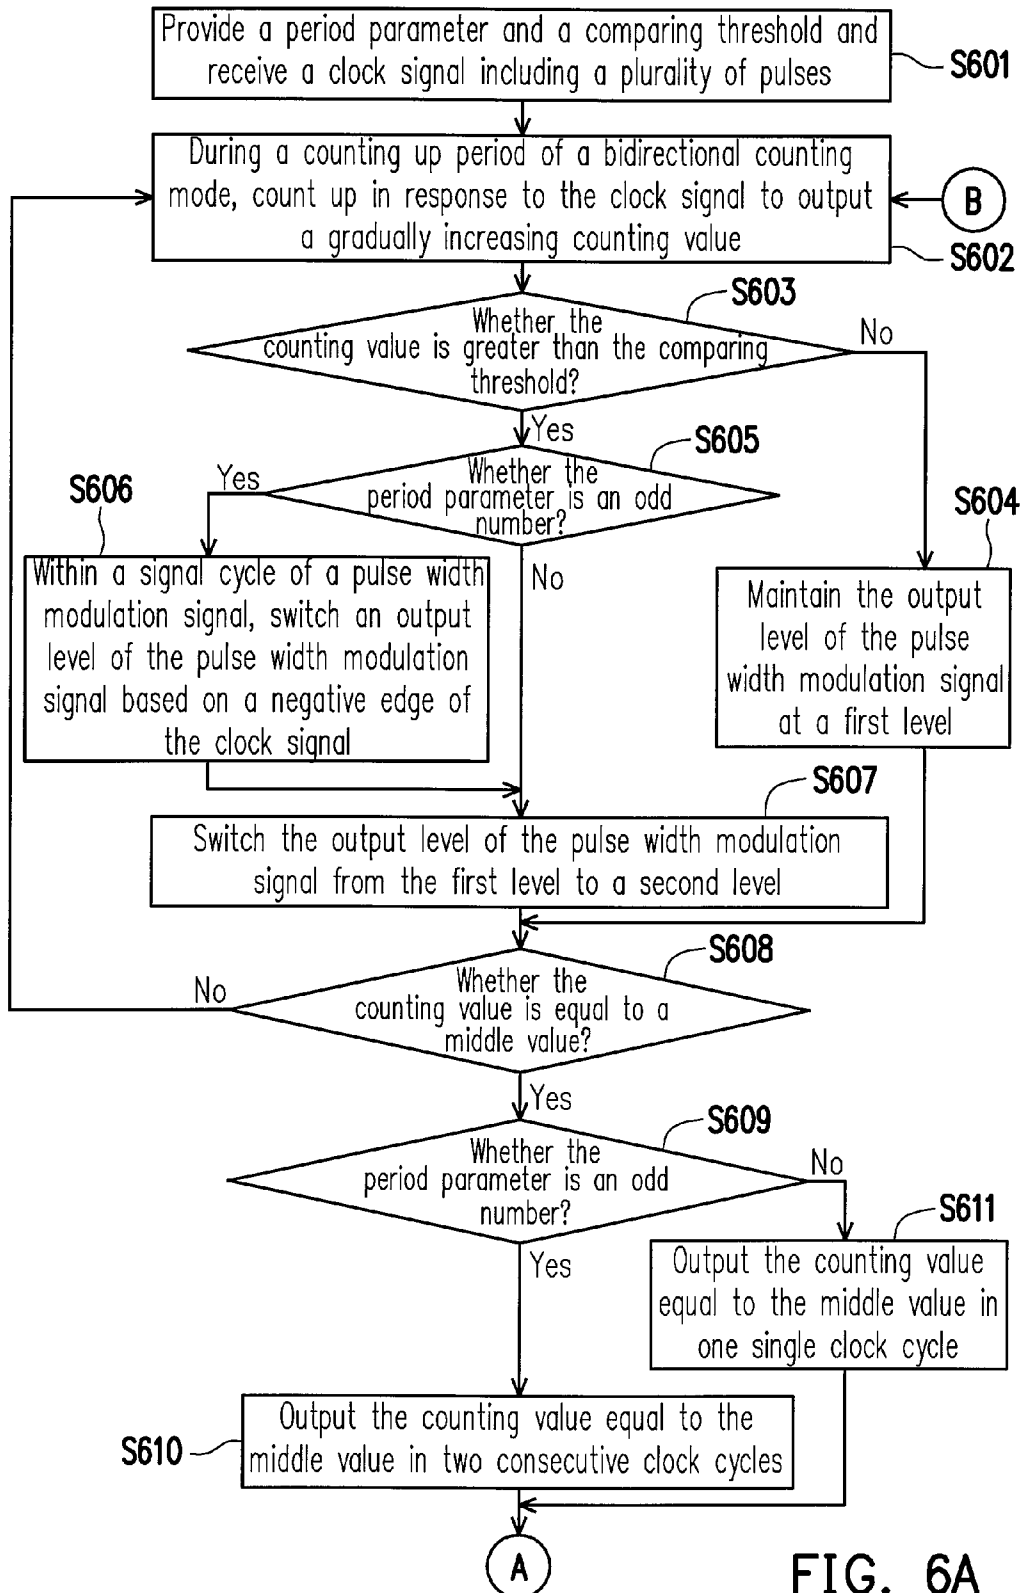 Provide a period parameter and a comparing threshold and
receive a clock signal including a plurality of pulses
S601
During a counting up period of a bidirectional counting
mode, count up in response to the clock signal to output
a gradually increasing counting value
B
S602
S603
Whether the
counting value is greater than the comparing
threshold?
No
Yes
S605
Whether the
period parameter is an odd
number?
Yes
S606
No
S604
Within a signal cycle of a pulse width
modulation signal, switch an output
level of the pulse width modulation
signal based on a negative edge of
the clock signal
Maintain the output
level of the pulse
width modulation signal
at a first level
S607
Switch the output level of the pulse width modulation
signal from the first level to a second level
S608
Whether the
counting value is equal to a
middle value?
No
Yes
S609
Whether the
period parameter is an odd
number?
No
Yes
S611
Output the counting value
equal to the middle value in
one single clock cycle
Output the counting value equal to the
middle value in two consecutive clock cycles
S610
A
FIG. 6A